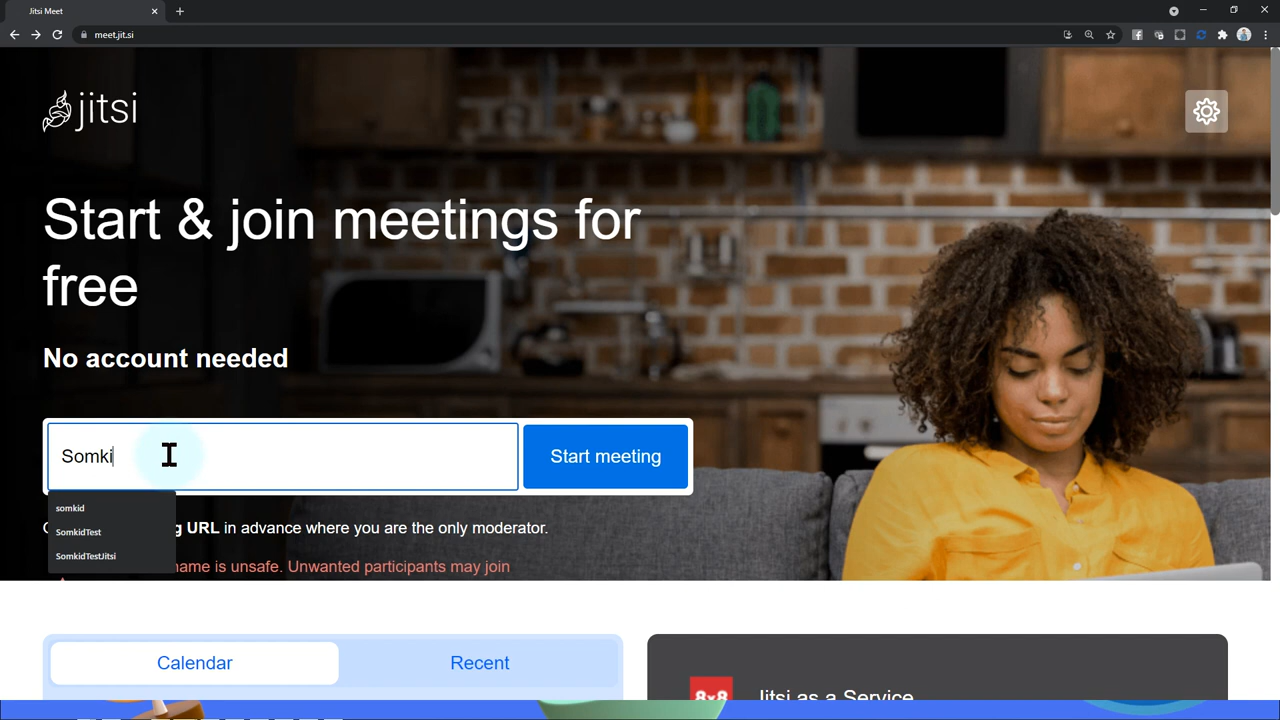 Jitsi Meet
meet.jit.si
jitsi
Start & join meetings for
free
No account needed
Somki
Start meeting
somkid
SomkidTest
SomkidTestJitsi
URL in advance where you are the only moderator.
name is unsafe. Unwanted participants may join
Calendar
Recent
8x8
Jitsi as a Service